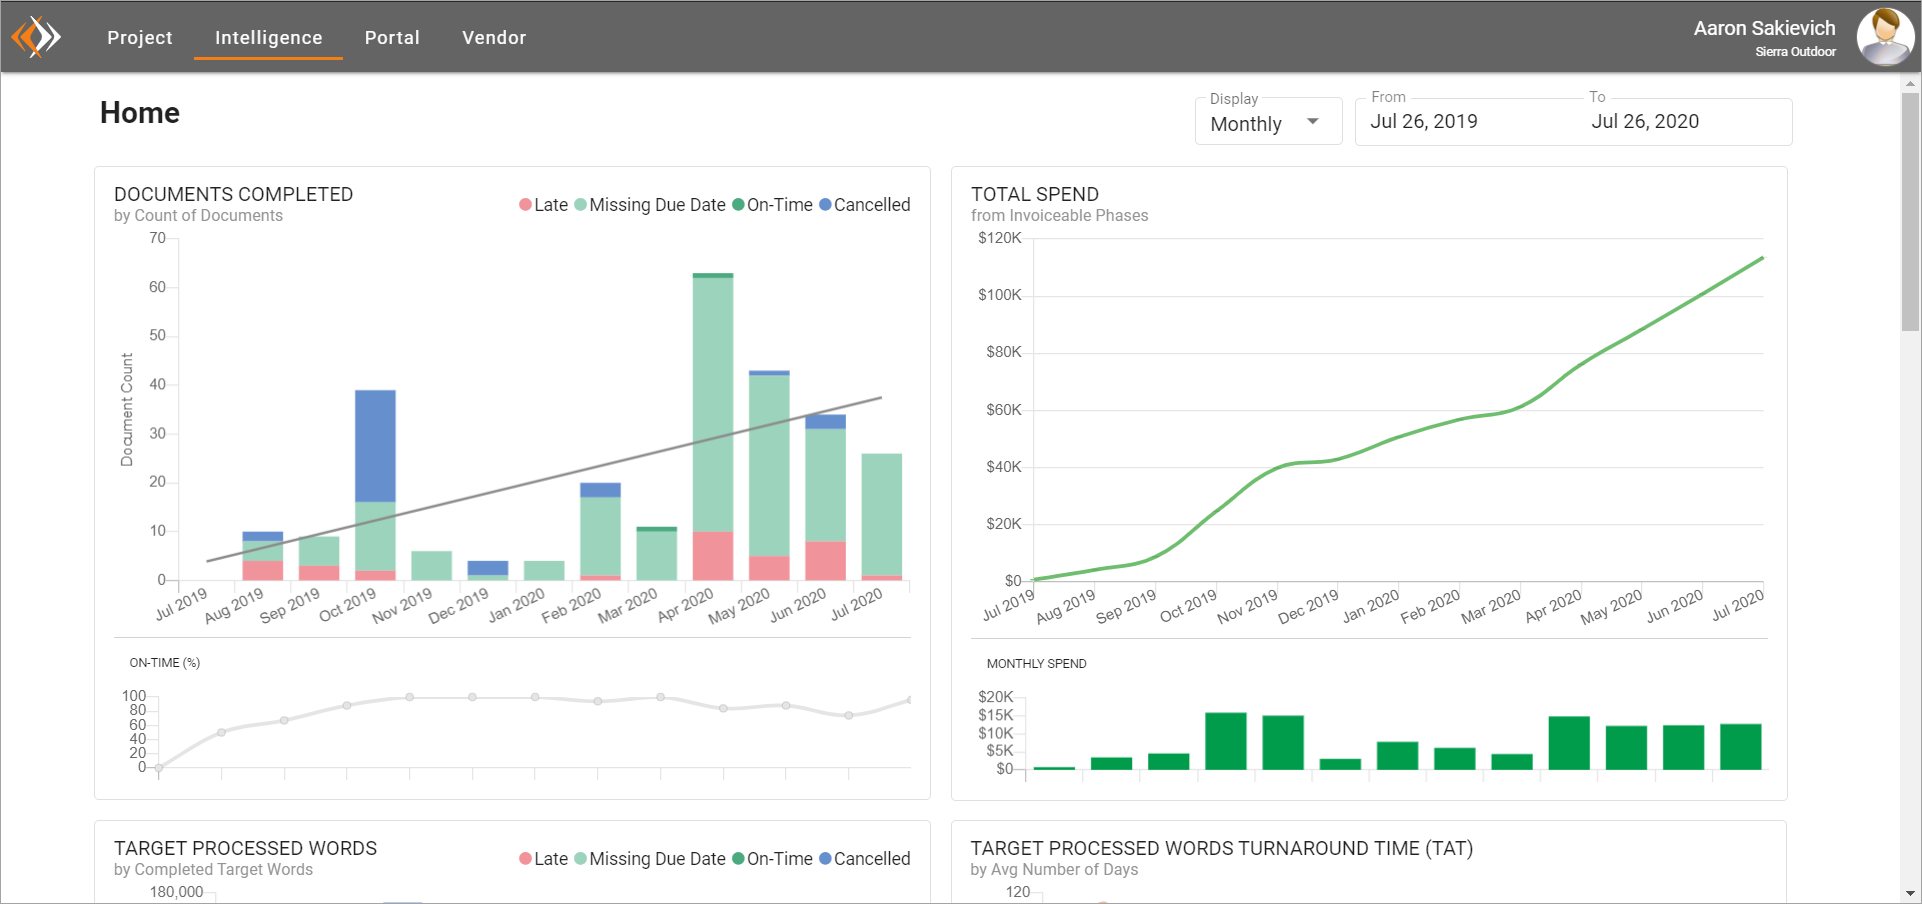 Project Intelligence Portal Vendor
Aaron Sakievich
Sierra Outdoor
Home
Display
Monthly
From
Jul 26, 2019
To
Jul 26, 2020
DOCUMENTS COMPLETED
by Count of Documents
Late Missing Due Date On-Time Cancelled
Document Count
70
60
50
40
30
20
10
0
Jul 2019 Aug 2019 Sep 2019 Oct 2019 Nov 2019 Dec 2019 Jan 2020 Feb 2020 Mar 2020 Apr 2020 May 2020 Jun 2020 Jul 2020
ON-TIME (%)
100
80
60
40
20
0
TOTAL SPEND
from Invoiceable Phases
$120K
$100K
$80K
$60K
$40K
$20K
$0
Jul 2019 Aug 2019 Sep 2019 Oct 2019 Nov 2019 Dec 2019 Jan 2020 Feb 2020 Mar 2020 Apr 2020 May 2020 Jun 2020 Jul 2020
MONTHLY SPEND
$20K
$15K
$10K
$5K
$0
TARGET PROCESSED WORDS
by Completed Target Words
Late Missing Due Date On-Time Cancelled
180,000
TARGET PROCESSED WORDS TURNAROUND TIME (TAT)
by Avg Number of Days
120